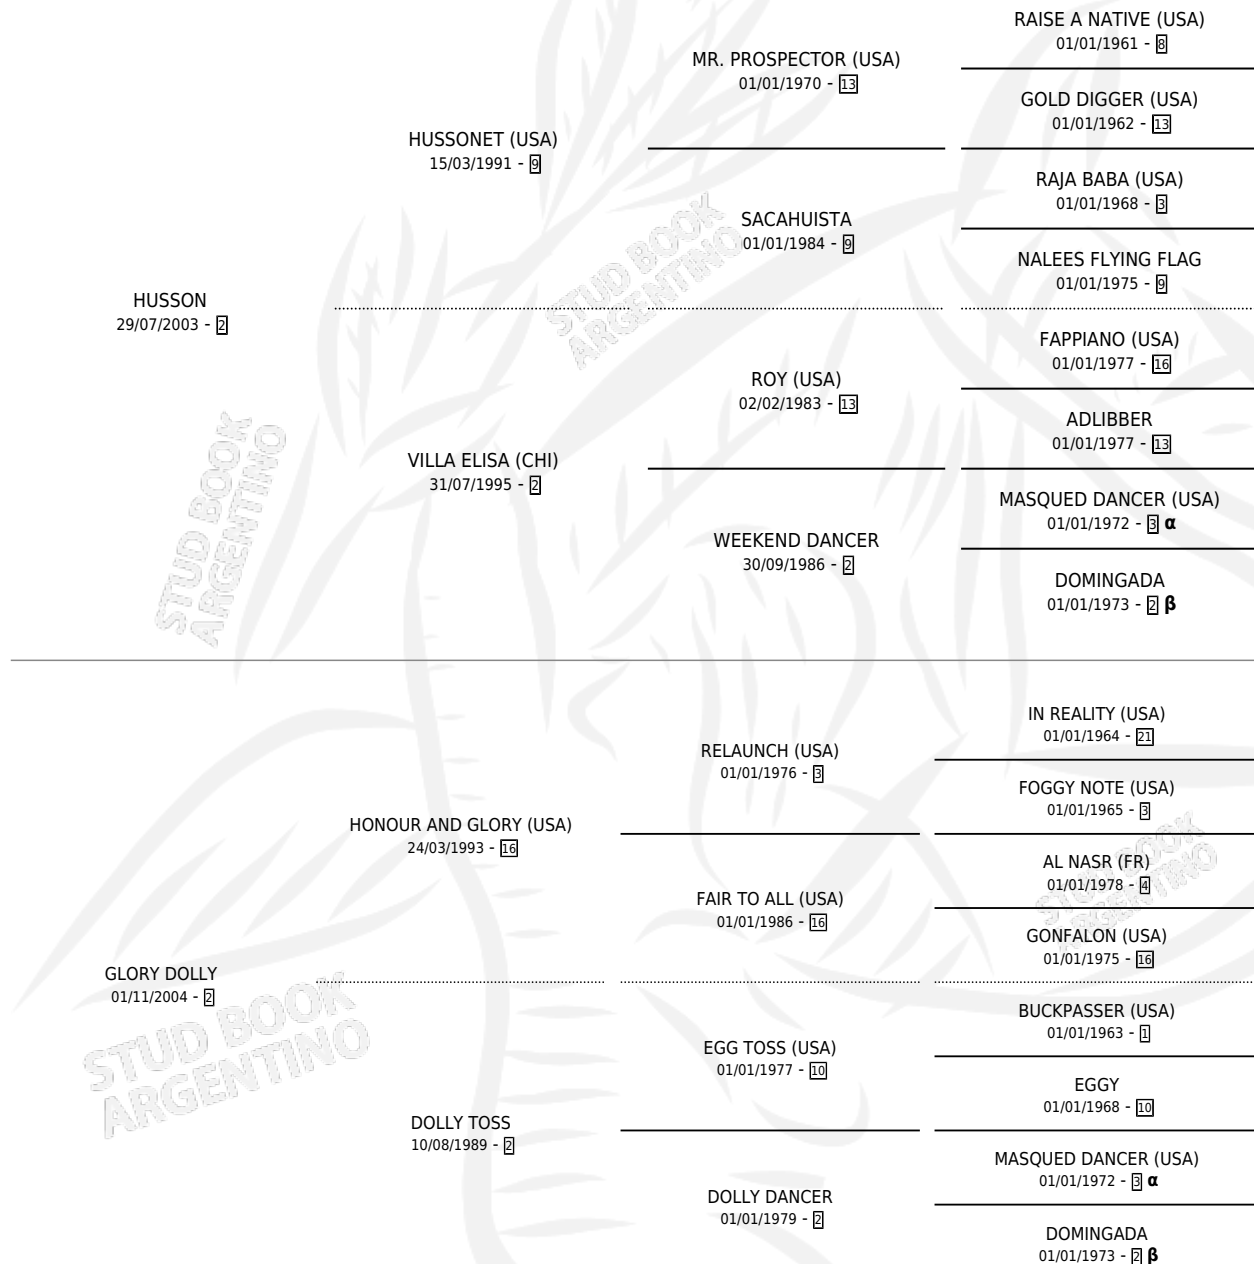 RAISE A NATIVE (USA)
01/01/1961 - 8
MR. PROSPECTOR (USA)
01/01/1970 - 13
GOLD DIGGER (USA)
01/01/1962 - 13
HUSSONET (USA)
15/03/1991 - 9
RAJA BABA (USA)
01/01/1968 - 3
SACAHUISTA
01/01/1984 - 9
NALEES FLYING FLAG
01/01/1975 - 9
HUSSON
29/07/2003 - 2
FAPPIANO (USA)
01/01/1977 - 16
ROY (USA)
02/02/1983 - 13
ADLIBBER
01/01/1977 - 13
VILLA ELISA (CHI)
31/07/1995 - 2
MASQUED DANCER (USA)
01/01/1972 - 3 α
WEEKEND DANCER
30/09/1986 - 2
DOMINGADA
01/01/1973 - 2 β
IN REALITY (USA)
01/01/1964 - 21
RELAUNCH (USA)
01/01/1976 - 3
FOGGY NOTE (USA)
01/01/1965 - 3
HONOUR AND GLORY (USA)
24/03/1993 - 16
AL NASR (FR)
01/01/1978 - 4
FAIR TO ALL (USA)
01/01/1986 - 16
GONFALON (USA)
01/01/1975 - 16
GLORY DOLLY
01/11/2004 - 2
BUCKPASSER (USA)
01/01/1963 - 1
EGG TOSS (USA)
01/01/1977 - 10
EGGY
01/01/1968 - 10
DOLLY TOSS
10/08/1989 - 2
MASQUED DANCER (USA)
01/01/1972 - 3 α
DOLLY DANCER
01/01/1979 - 2
DOMINGADA
01/01/1973 - 2 β
STUD BOOK
ARGENTINO
STUD BOOK
ARGENTINO
STUD BOOK
ARGENTINO
STUD BOOK
ARGENTINO